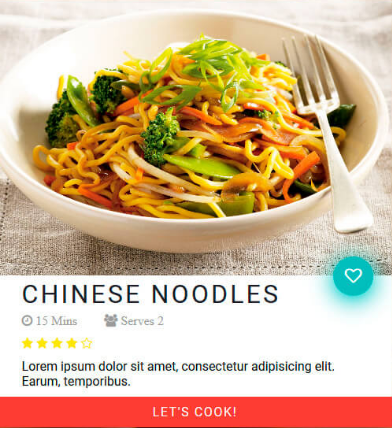 CHINESE NOODLES
15 Mins Serves 2
Lorem ipsum dolor sit amet, consectetur adipisicing elit.
Earum, temporibus.
LET'S COOK!